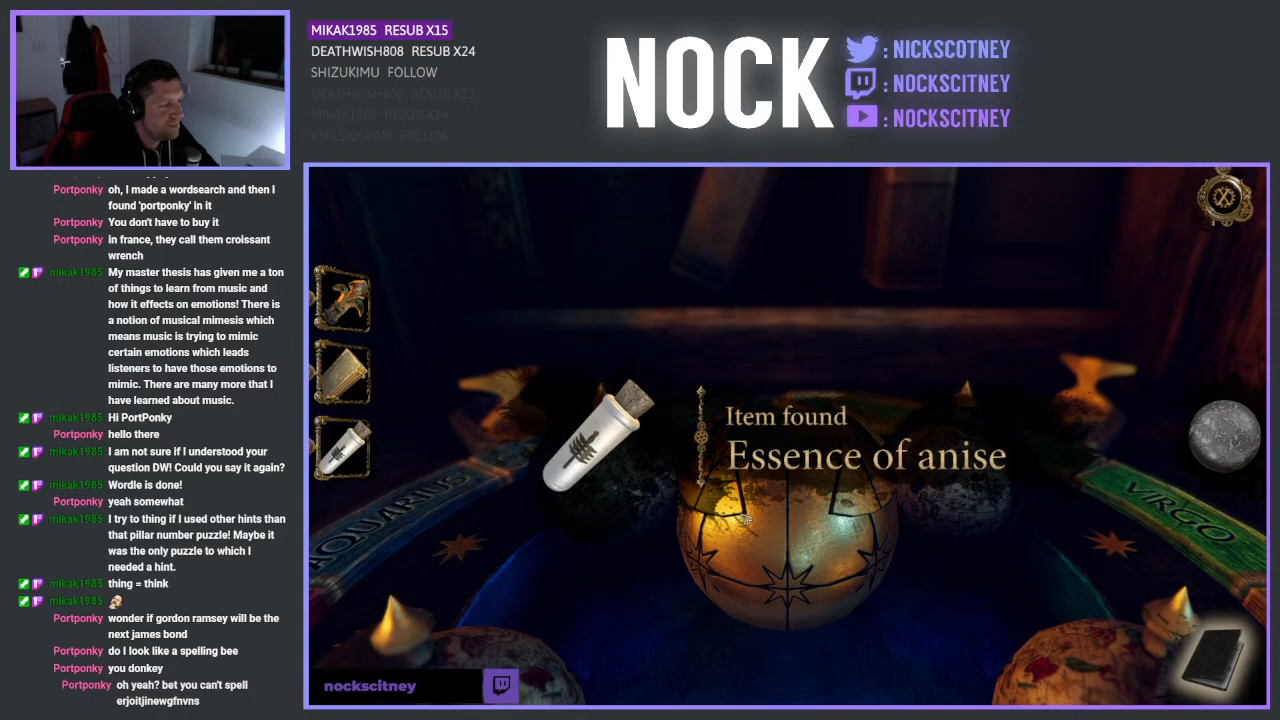 MIKAK1985 RESUB X15
DEATHWISH808 RESUB X24
SHIZUKIMU FOLLOW
DEATHWISH808 RESUB X23
MIKAK1985 RESUB X14
NOCK
: NICKSCOTNEY
: NOCKSCITNEY
: NOCKSCITNEY
Portponky oh, I made a wordsearch and then I
found 'portponky' in it
Portponky You don't have to buy it
Portponky in france, they call them croissant
wrench
mikak1985 My master thesis has given me a ton
of things to learn from music and
how it effects on emotions! There is
a notion of musical mimesis which
means music is trying to mimic
certain emotions which leads
listeners to have those emotions to
mimic. There are many more that I
have learned about music.
mikak1985 Hi PortPonky
Portponky hello there
mikak1985 I am not sure if I understood your
question DW! Could you say it again?
mikak1985 Wordle is done!
Portponky yeah somewhat
mikak1985 I try to thing if I used other hints than
that pillar number puzzle! Maybe it
was the only puzzle to which I
needed a hint.
mikak1985 thing = think
mikak1985
Portponky wonder if gordon ramsey will be the
next james bond
Portponky do I look like a spelling bee
Portponky you donkey
Portponky oh yeah? bet you can't spell
erjoitjinewgfnvns
Item found
Essence of anise
AQUARIUS
VIRGO
nockscitney